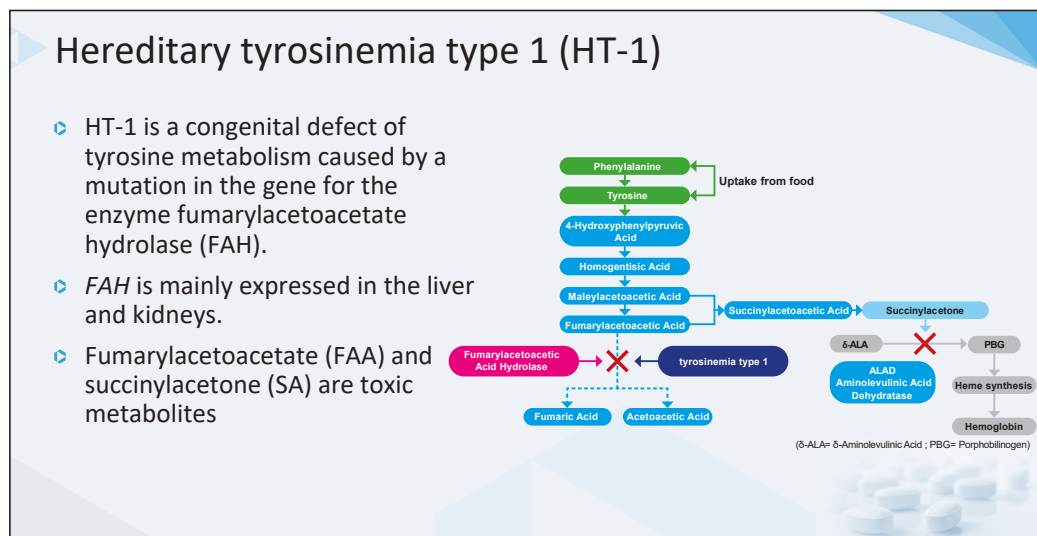 Hereditary tyrosinemia type 1 (HT-1)
HT-1 is a congenital defect of
tyrosine metabolism caused by a
mutation in the gene for the
enzyme fumarylacetoacetate
hydrolase (FAH).
FAH is mainly expressed in the liver
and kidneys.
Fumarylacetoacetate (FAA) and
succinylacetone (SA) are toxic
metabolites
Phenylalanine
Uptake from food
Tyrosine
4-Hydroxyphenylpyruvic
Acid
Homogentisic Acid
Maleylacetoacetic Acid
Succinylacetoacetic Acid
Succinylacetone
Fumarylacetoacetic Acid
Fumarylacetoacetic
Acid Hydrolase
tyrosinemia type 1
Fumaric Acid
Acetoacetic Acid
δ-ALA
PBG
ALAD
Aminolevulinic Acid
Dehydratase
Heme synthesis
Hemoglobin
(δ-ALA= δ-Aminolevulinic Acid ; PBG= Porphobilinogen)